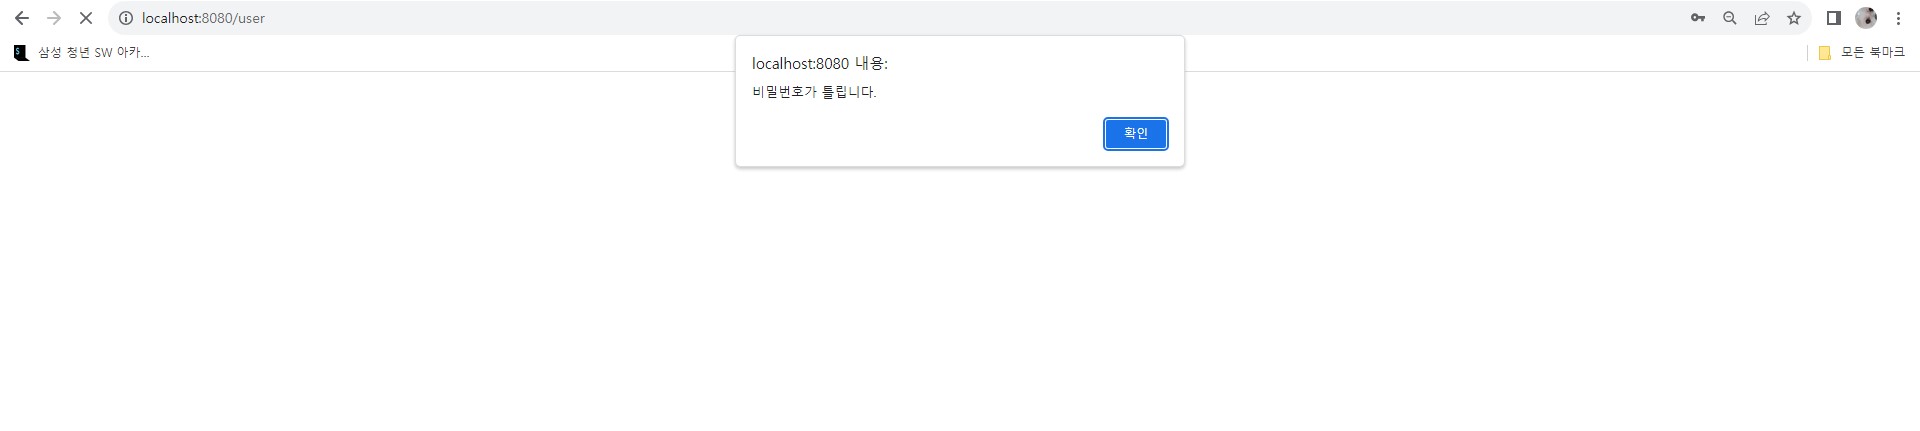 localhost:8080/user
삼성 청년 SW 아카...
모든 북마크
localhost:8080 내용:
비밀번호가 틀립니다.
확인